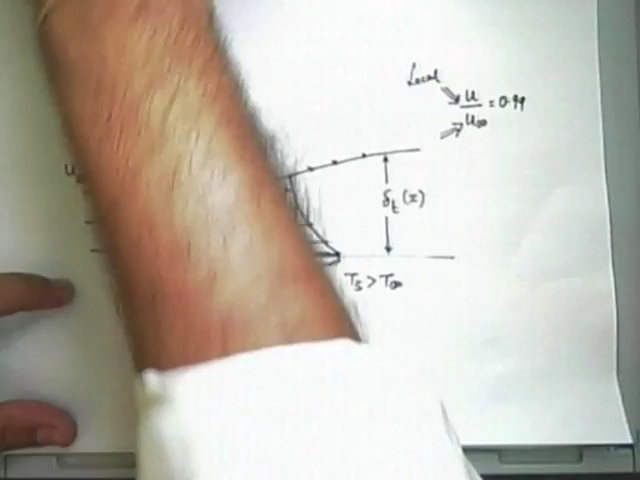 Local
u/u∞ = 0.99
u
δt(x)
Ts > T∞